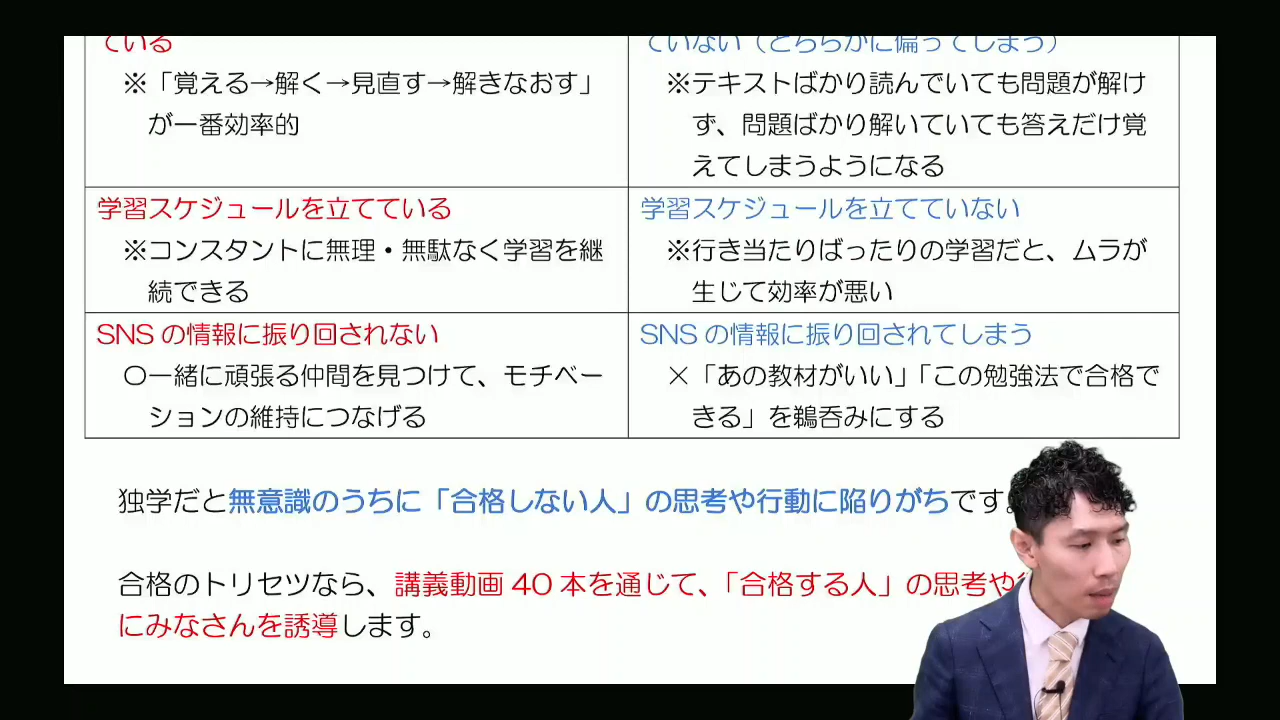 ている
※「覚える→解く→見直す→解きなおす」
が一番効率的
ていない（どちらかに偏ってしまう）
※テキストばかり読んでいても問題が解け
ず、問題ばかり解いていても答えだけ覚
えてしまうようになる
学習スケジュールを立てている
※コンスタントに無理・無駄なく学習を継
続できる
学習スケジュールを立てていない
※行き当たりばったりの学習だと、ムラが
生じて効率が悪い
SNSの情報に振り回されない
〇一緒に頑張る仲間を見つけて、モチベー
ションの維持につなげる
SNSの情報に振り回されてしまう
×「あの教材がいい」「この勉強法で合格で
きる」を鵜呑みにする
独学だと無意識のうちに「合格しない人」の思考や行動に陥りがちです。
合格のトリセツなら、講義動画40本を通じて、「合格する人」の思考や
にみなさんを誘導します。